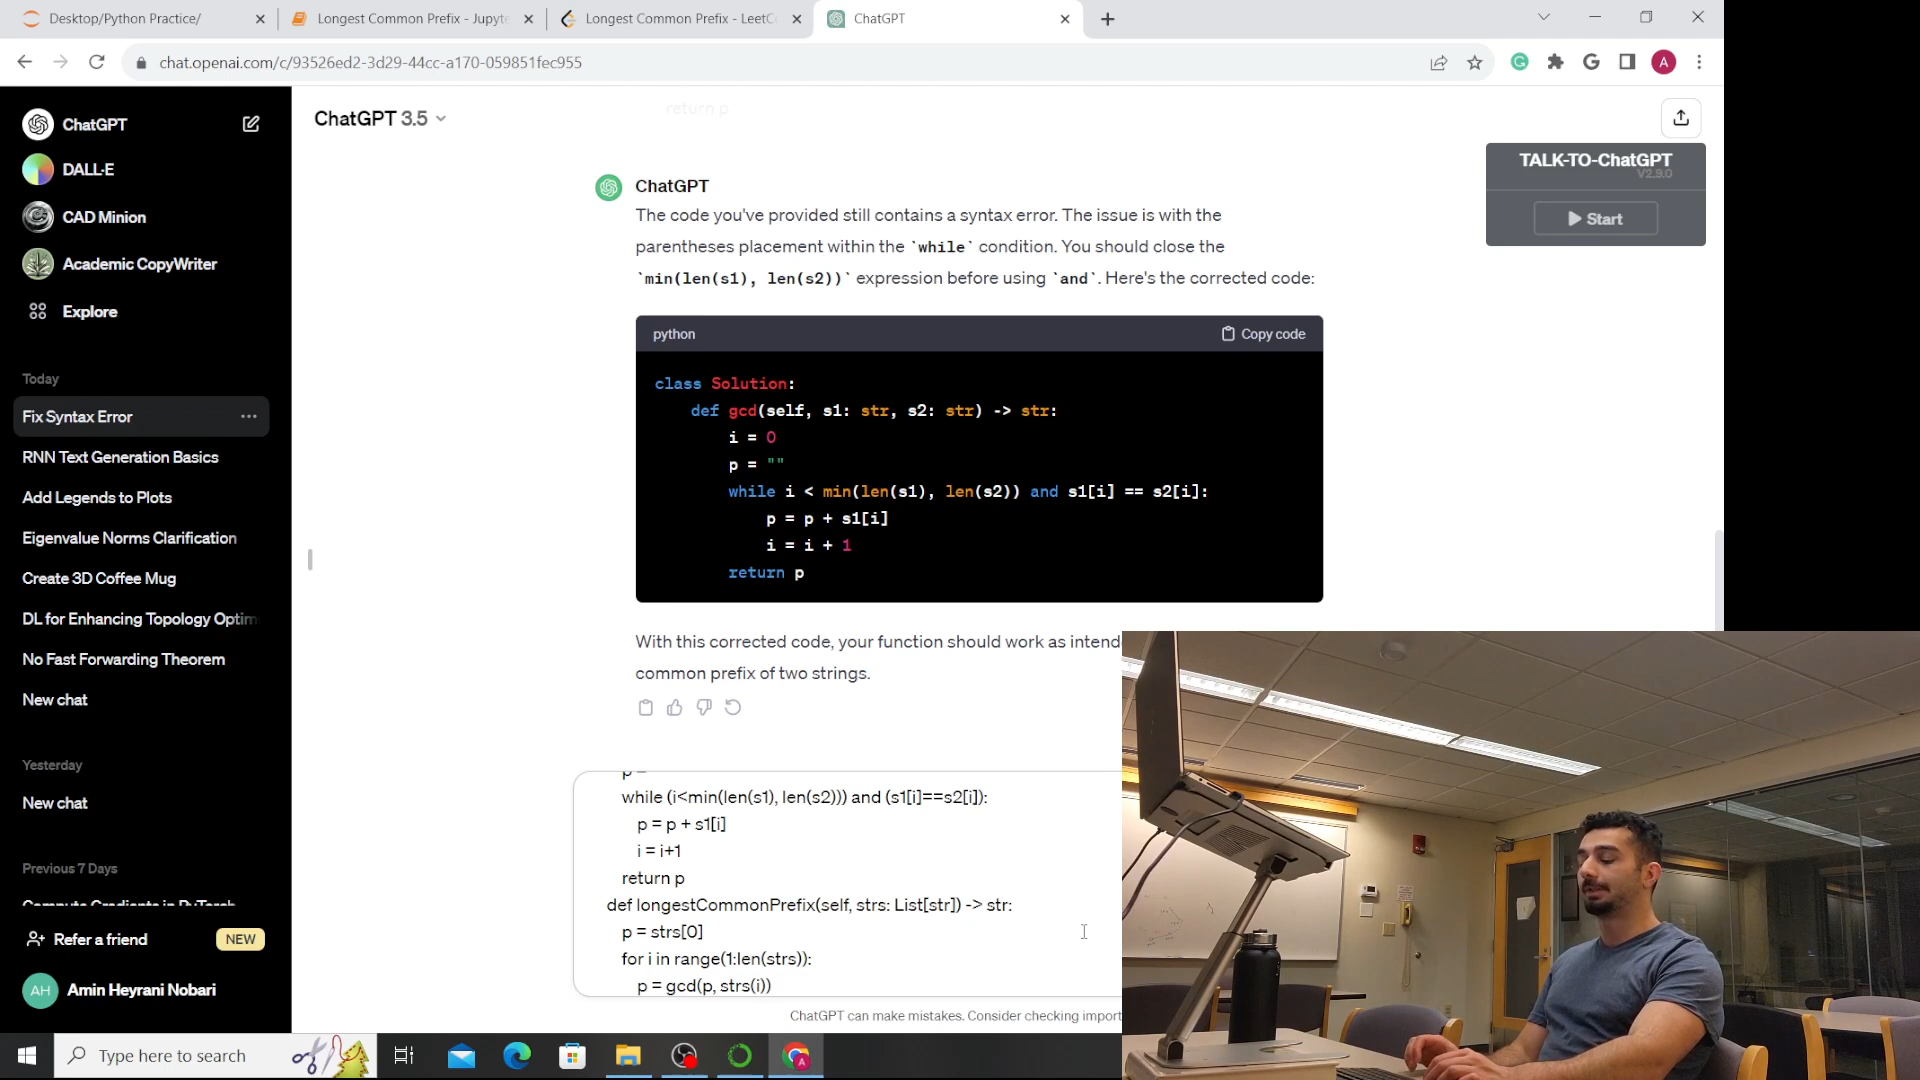 Desktop/Python Practice/
Longest Common Prefix - Jupyte
Longest Common Prefix - LeetC
ChatGPT
chat.openai.com/c/93526ed2-3d29-44cc-a170-059851fec955
A
ChatGPT
DALL·E
CAD Minion
Academic CopyWriter
Explore
Today
Fix Syntax Error
RNN Text Generation Basics
Add Legends to Plots
Eigenvalue Norms Clarification
Create 3D Coffee Mug
DL for Enhancing Topology Optim
No Fast Forwarding Theorem
New chat
Yesterday
New chat
Previous 7 Days
Compute Gradients in PyTorch
Refer a friend
NEW
AH
Amin Heyrani Nobari
ChatGPT 3.5
return p
TALK-TO-ChatGPT
V2.9.0
Start
ChatGPT
The code you've provided still contains a syntax error. The issue is with the
parentheses placement within the `while` condition. You should close the
`min(len(s1), len(s2))` expression before using `and`. Here's the corrected code:
python
Copy code
class Solution:
def gcd(self, s1: str, s2: str) -> str:
i = 0
p = ""
while i < min(len(s1), len(s2)) and s1[i] == s2[i]:
p = p + s1[i]
i = i + 1
return p
With this corrected code, your function should work as intende
common prefix of two strings.
p =
while (i<min(len(s1), len(s2))) and (s1[i]==s2[i]):
p = p + s1[i]
i = i+1
return p
def longestCommonPrefix(self, strs: List[str]) -> str:
p = strs[0]
for i in range(1:len(strs)):
p = gcd(p, strs(i))
ChatGPT can make mistakes. Consider checking import
Type here to search